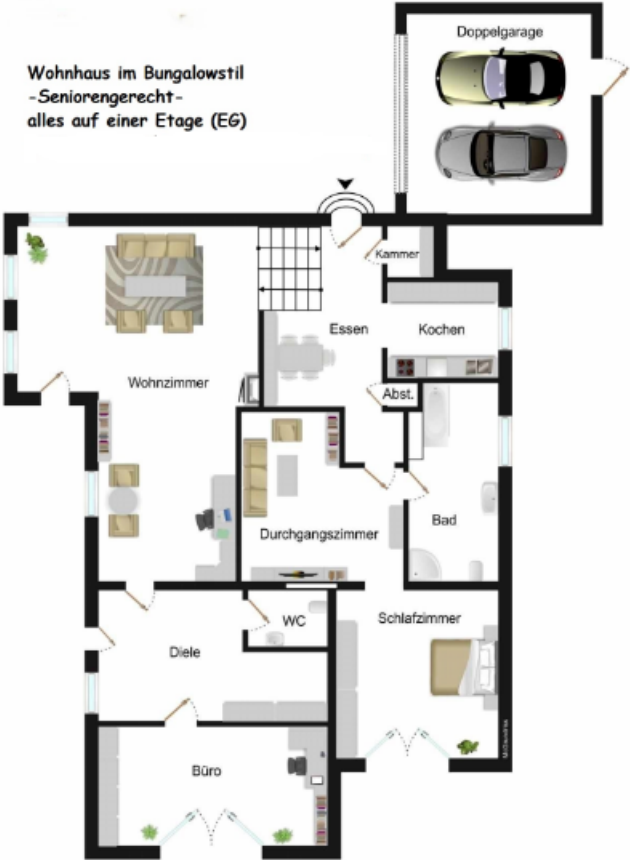 Doppelgarage
Wohnhaus im Bungalowstil
-Seniorengerecht-
alles auf einer Etage (EG)
Kammer
Essen
Kochen
Wohnzimmer
Abst.
Bad
Durchgangszimmer
WC
Schlafzimmer
Diele
Büro